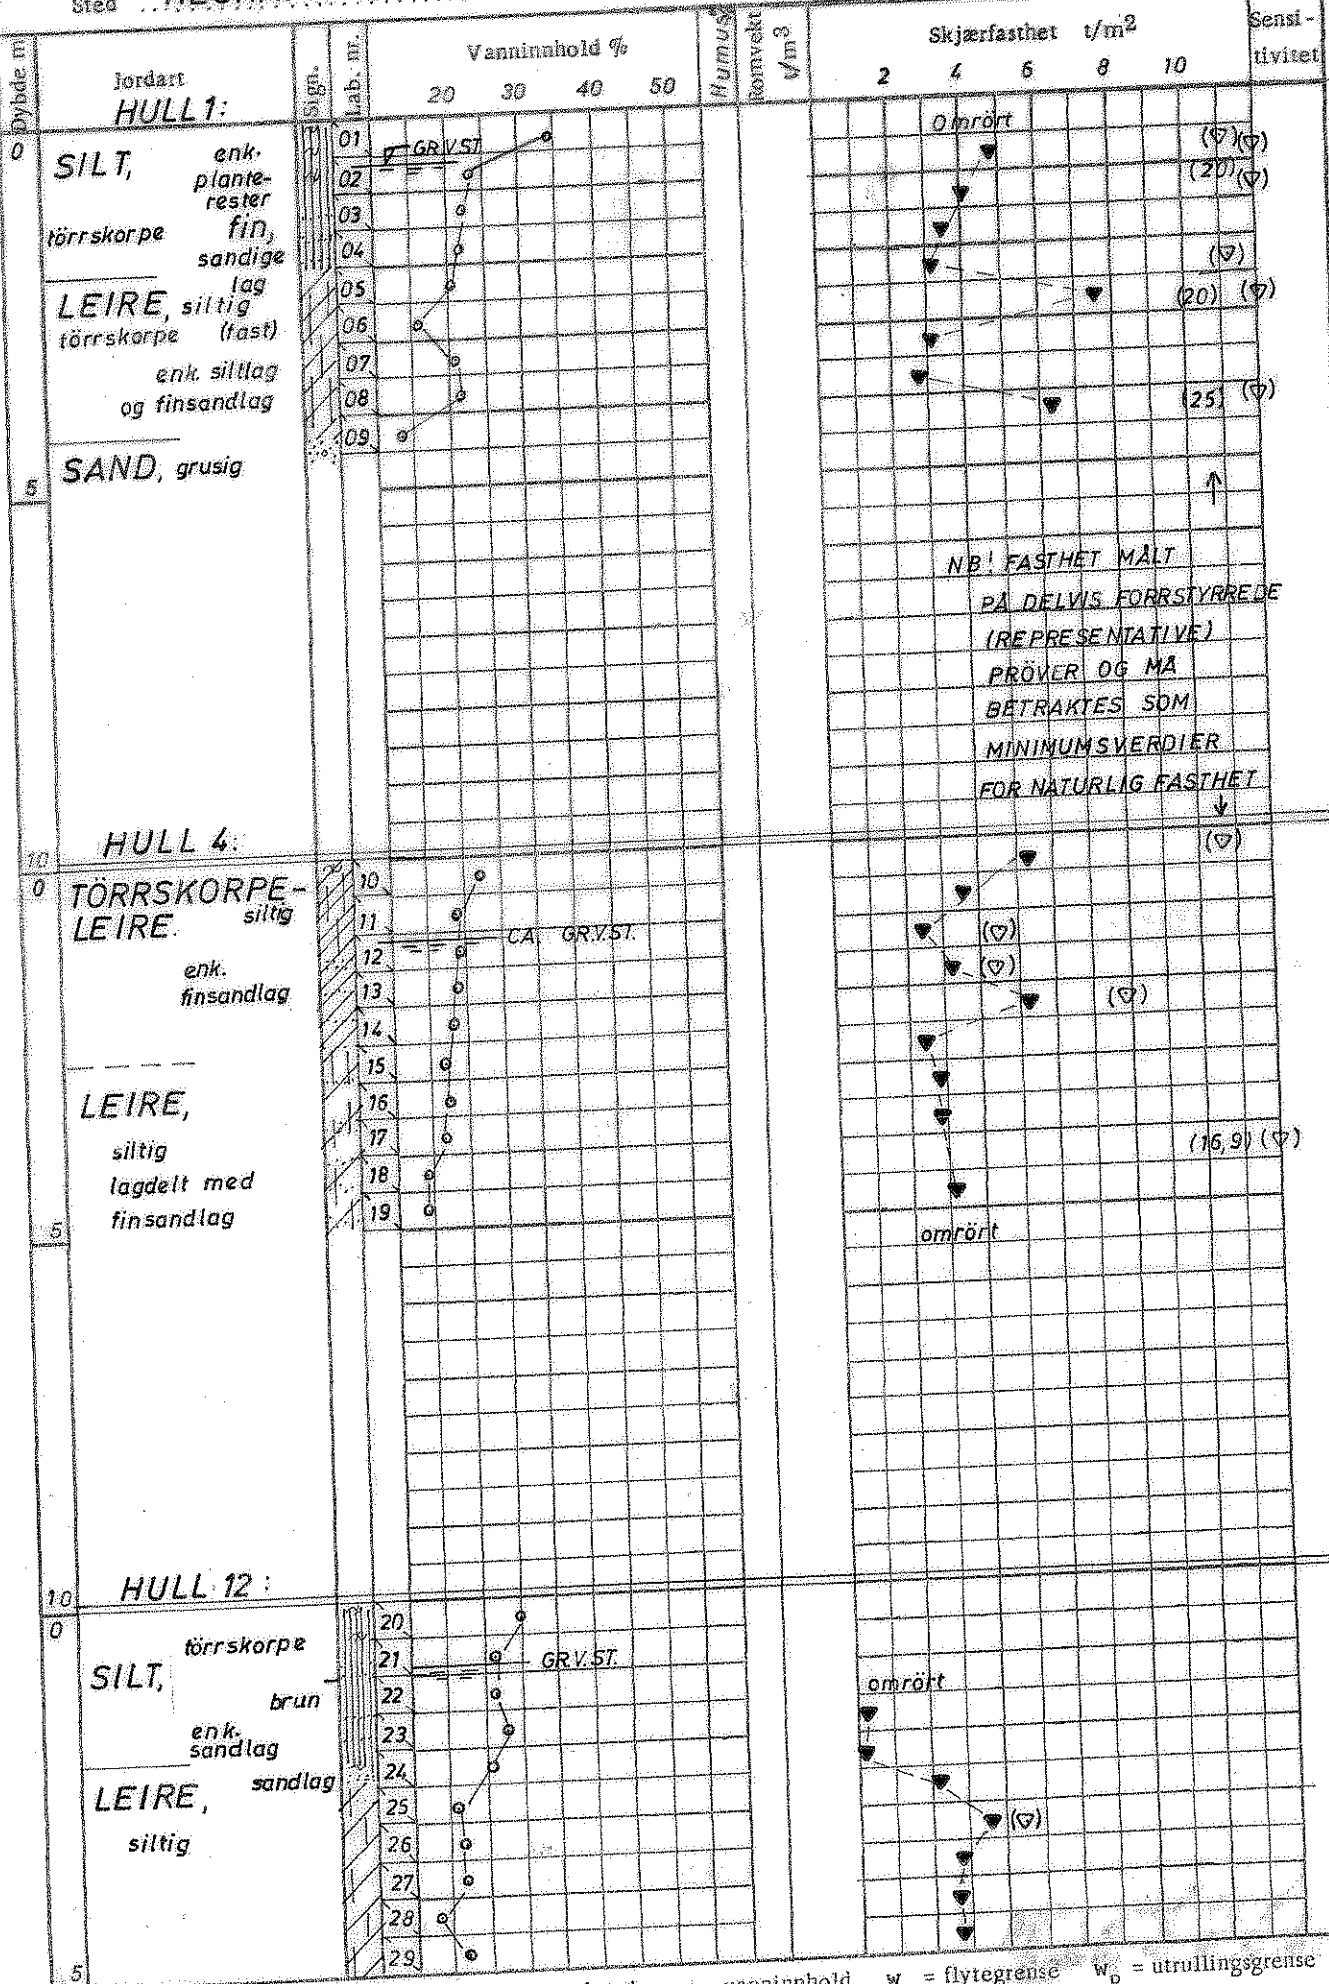 Sted
Dybde m
Jordart
Sign.
Lab. nr.
Vanninnhold %
20 30 40 50
Humus
Romvekt t/m3
Skjærfasthet t/m2
2 4 6 8 10
Sensi-
tivitet
HULL 1:
0
SILT, enk.
plante-
rester
törrskorpe fin,
sandige
lag
LEIRE, siltig
törrskorpe (fast)
enk. siltlag
og finsandlag
SAND, grusig
5
01
02
03
04
05
06
07
08
09
GR.V.ST.
Omrört
(20)
(20)
(25)
NB! FASTHET MÅLT
PÅ DELVIS FORRSTYRREDE
(REPRESENTATIVE)
PRÖVER OG MÅ
BETRAKTES SOM
MINIMUMSVERDIER
FOR NATURLIG FASTHET
10
HULL 4:
0
TÖRRSKORPE-
LEIRE. siltig
enk.
finsandlag
LEIRE,
siltig
lagdelt med
finsandlag
5
10
11
12
13
14
15
16
17
18
19
CA. GR.V.ST.
(16,9)
omrört
10
HULL 12:
0
törrskorpe
SILT,
brun
enk.
sandlag
sandlag
LEIRE,
siltig
5
20
21
22
23
24
25
26
27
28
29
GR.V.ST.
omrört
vanninnhold w = flytegrense wp = utrullingsgrense